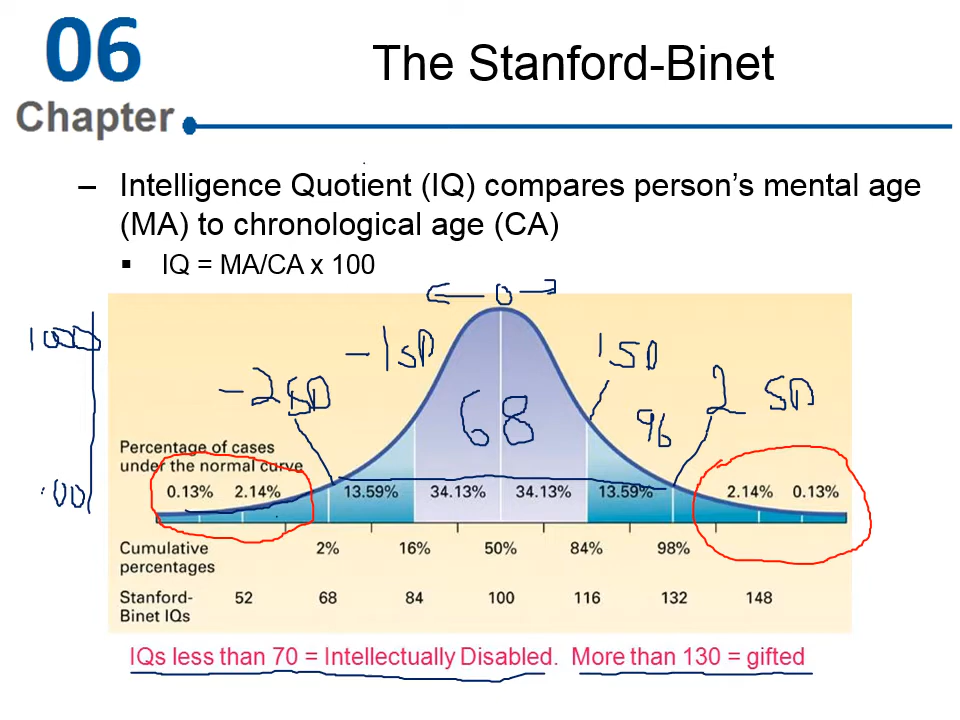 06
Chapter
The Stanford-Binet
– Intelligence Quotient (IQ) compares person’s mental age
(MA) to chronological age (CA)
▪ IQ = MA/CA x 100
0
-1SD
1SD
-2SD
2 SD
68
96
Percentage of cases
under the normal curve
0.13% 2.14% 13.59% 34.13% 34.13% 13.59% 2.14% 0.13%
Cumulative
percentages
2% 16% 50% 84% 98%
Stanford-
Binet IQs
52 68 84 100 116 132 148
IQs less than 70 = Intellectually Disabled. More than 130 = gifted